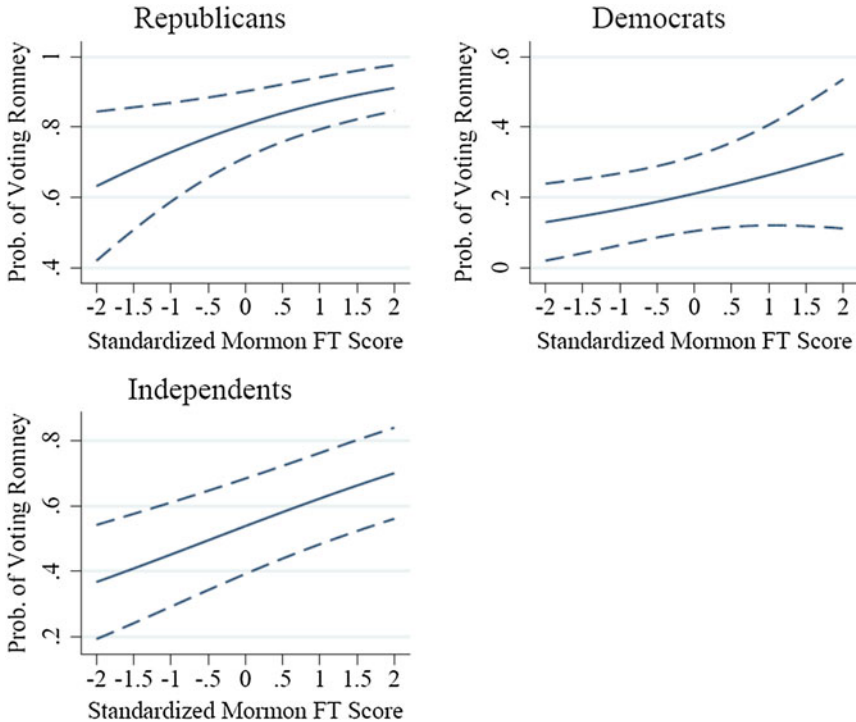 Republicans
Prob. of Voting Romney
1
.8
.6
.4
-2 -1.5 -1 -.5 0 .5 1 1.5 2
Standardized Mormon FT Score
Democrats
Prob. of Voting Romney
.6
.4
.2
0
-2 -1.5 -1 -.5 0 .5 1 1.5 2
Standardized Mormon FT Score
Independents
Prob. of Voting Romney
.8
.6
.4
.2
-2 -1.5 -1 -.5 0 .5 1 1.5 2
Standardized Mormon FT Score